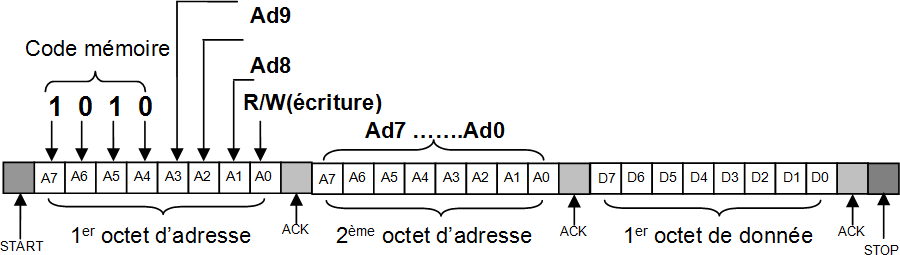 Ad9
Code mémoire
Ad8
1 0 1 0
R/W(écriture)
Ad7 …….Ad0
A7 A6 A5 A4 A3 A2 A1 A0 A7 A6 A5 A4 A3 A2 A1 A0 D7 D6 D5 D4 D3 D2 D1 D0
START 1er octet d’adresse ACK 2ème octet d’adresse ACK 1er octet de donnée ACK STOP